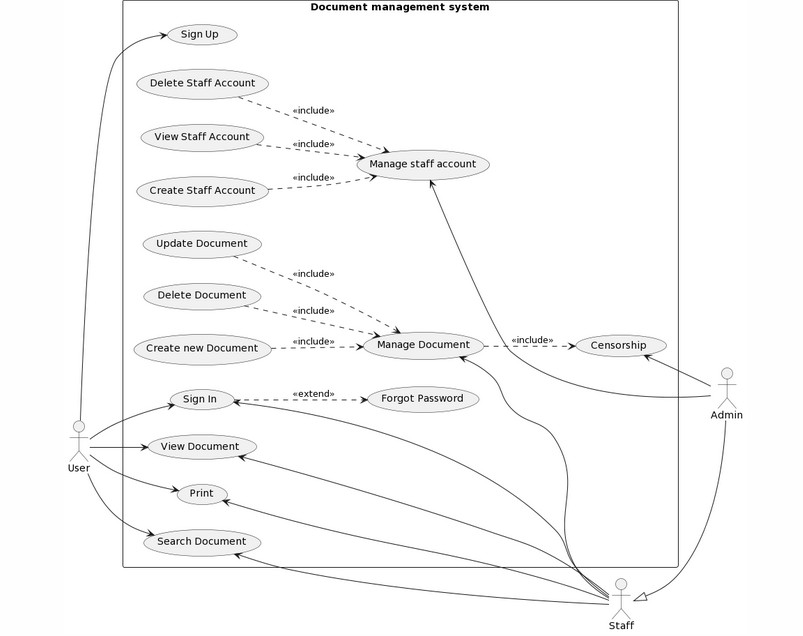 Document management system
Sign Up
Delete Staff Account
«include»
View Staff Account
«include»
Manage staff account
Create Staff Account
«include»
Update Document
«include»
Delete Document
«include»
Create new Document
«include»
Manage Document
«include»
Censorship
Sign In
«extend»
Forgot Password
Admin
View Document
User
Print
Search Document
Staff